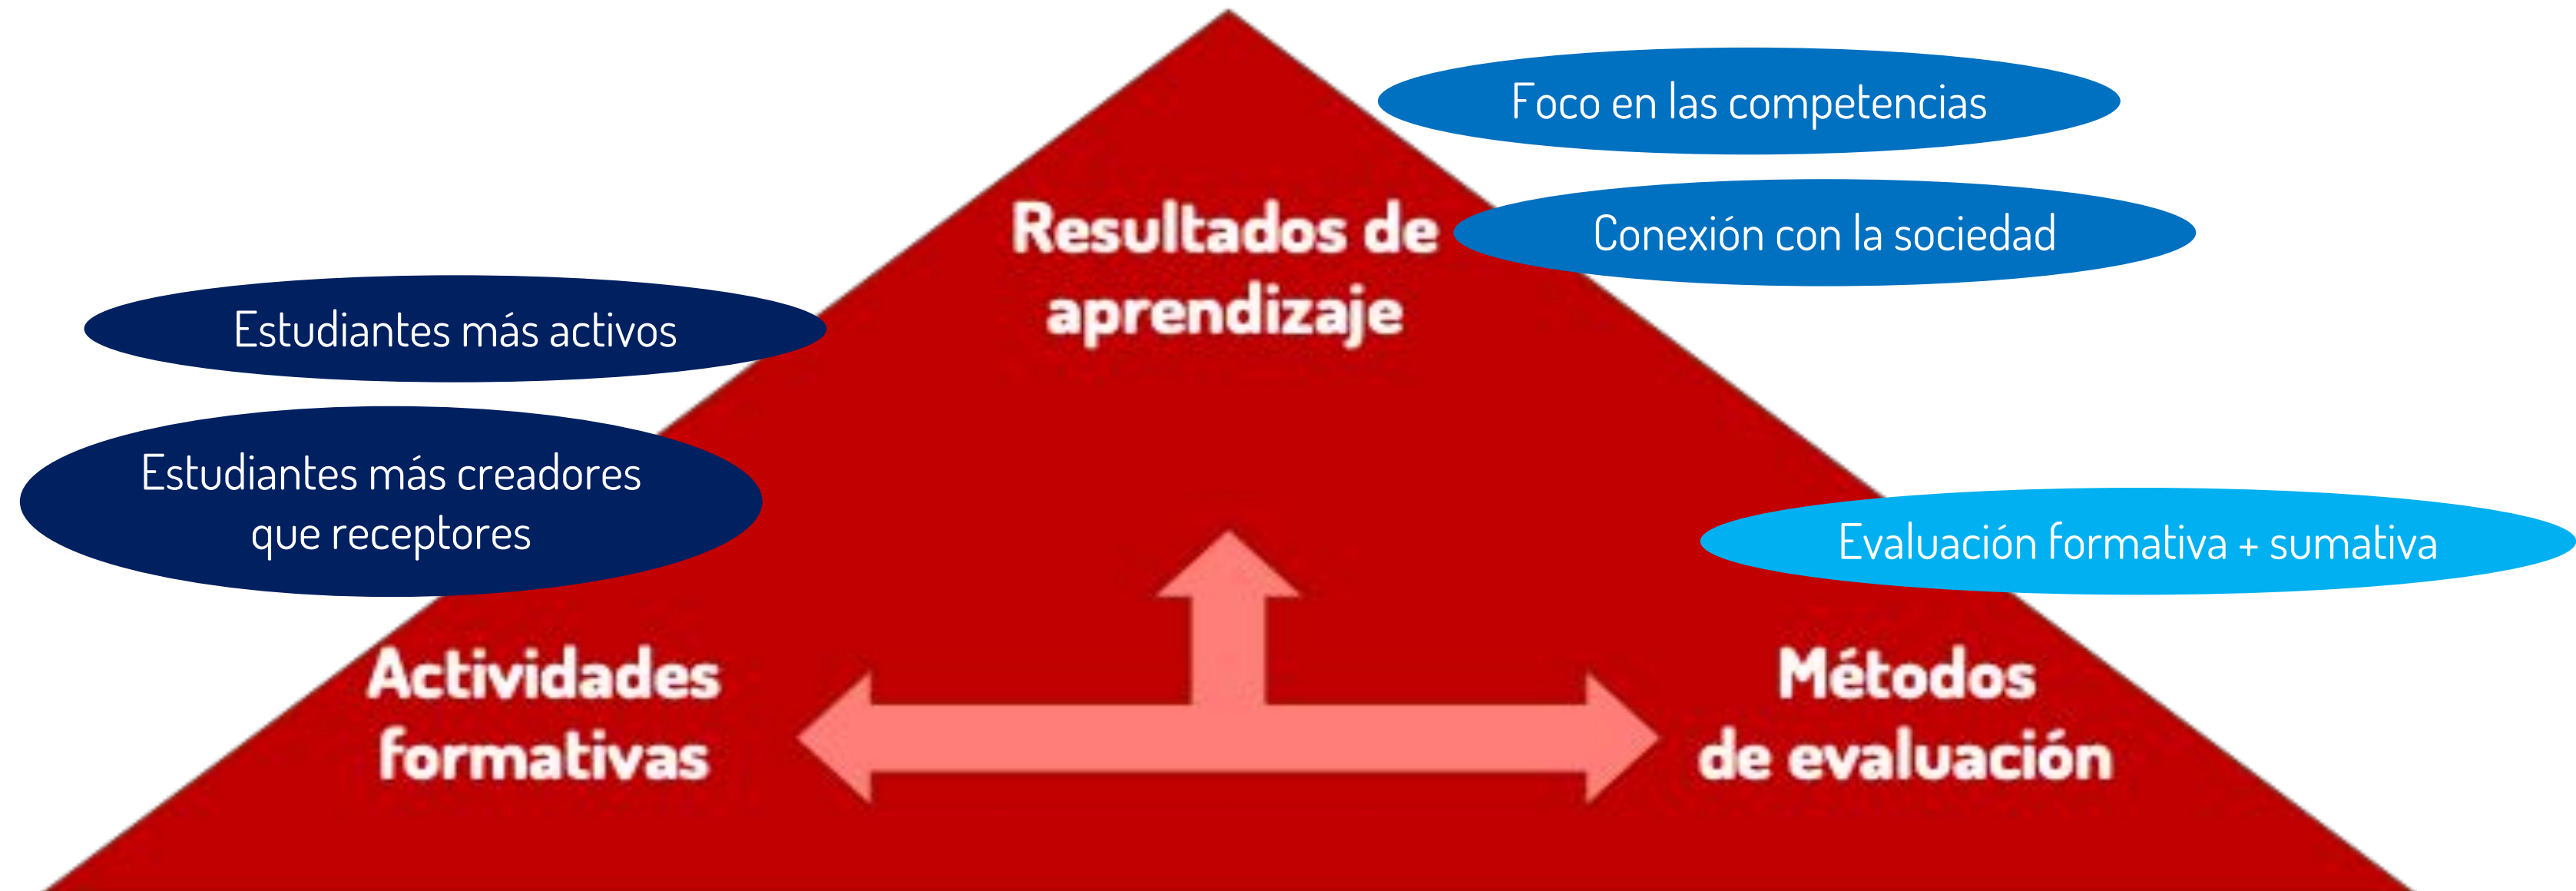 Foco en las competencias
Conexión con la sociedad
Resultados de
aprendizaje
Estudiantes más activos
Estudiantes más creadores
que receptores
Evaluación formativa + sumativa
Actividades
formativas
Métodos
de evaluación